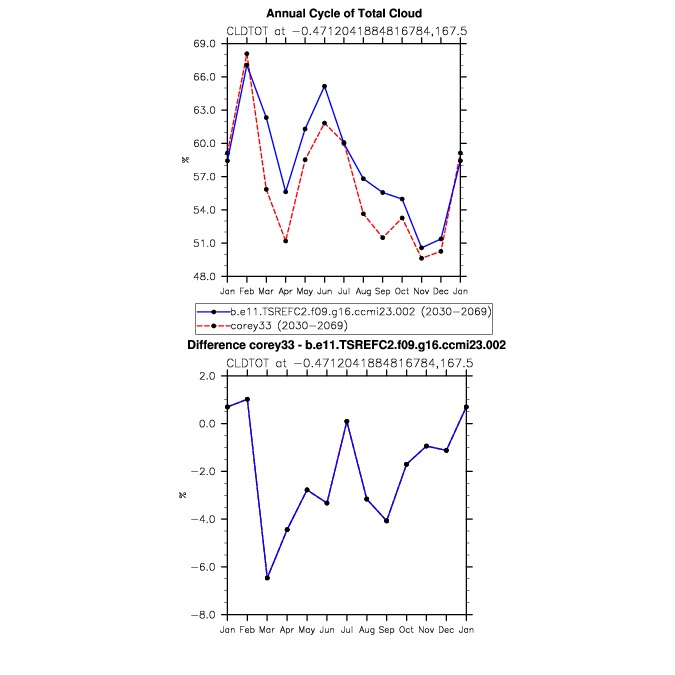 Annual Cycle of Total Cloud
CLDTOT at −0.4712041884816784,167.5
69.0
66.0
63.0
60.0
57.0
54.0
51.0
48.0
%
Jan Feb Mar Apr May Jun Jul Aug Sep Oct Nov Dec Jan
b.e11.TSREFC2.f09.g16.ccmi23.002 (2030−2069)
corey33 (2030−2069)
Difference corey33 - b.e11.TSREFC2.f09.g16.ccmi23.002
CLDTOT at −0.4712041884816784,167.5
2.0
0.0
−2.0
−4.0
−6.0
−8.0
%
Jan Feb Mar Apr May Jun Jul Aug Sep Oct Nov Dec Jan